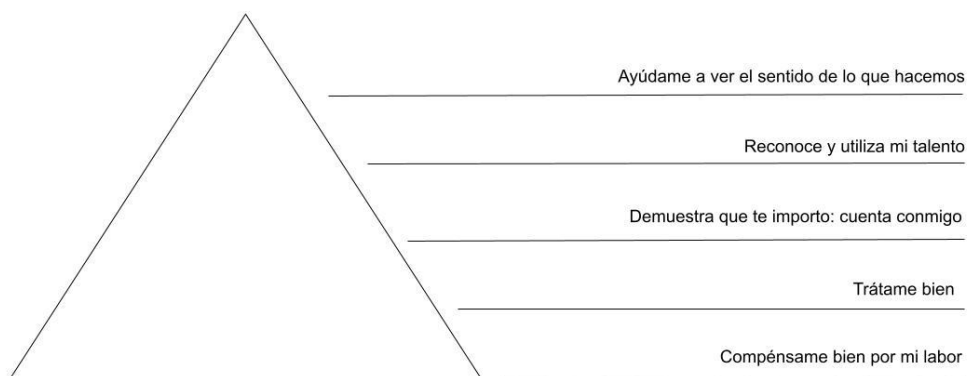 Ayúdame a ver el sentido de lo que hacemos
Reconoce y utiliza mi talento
Demuestra que te importo: cuenta conmigo
Trátame bien
Compénsame bien por mi labor